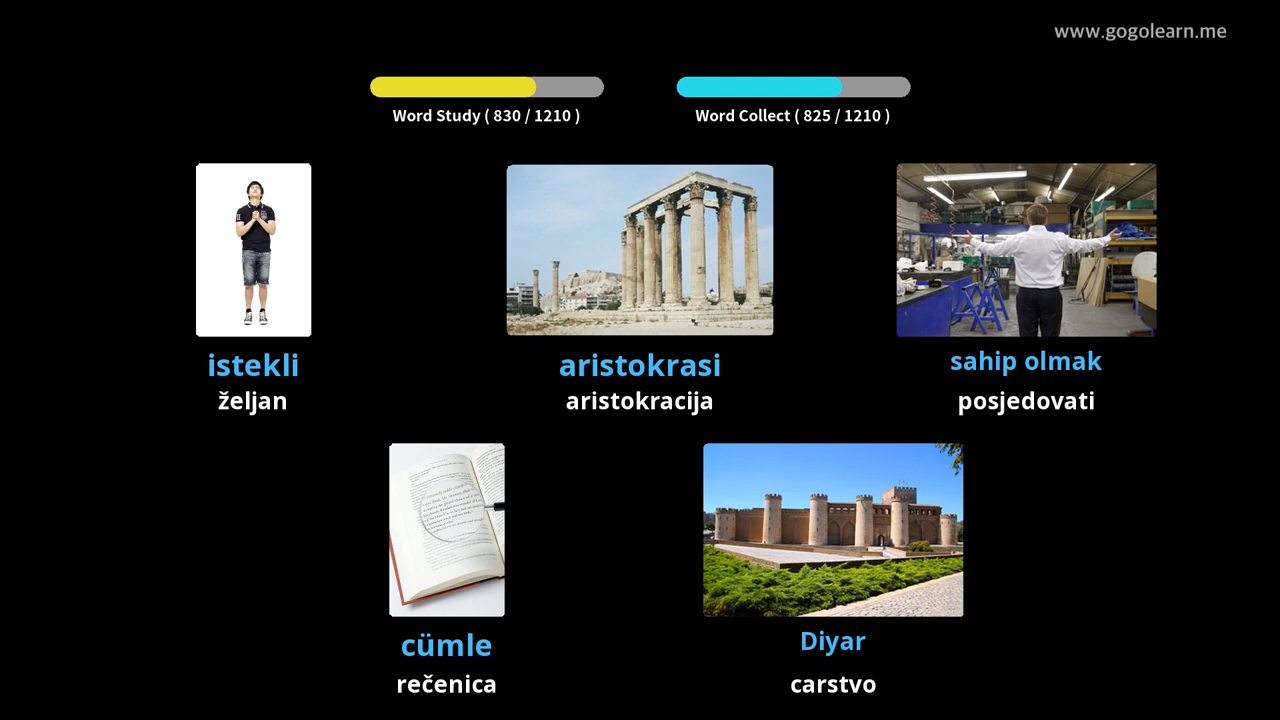 www.gogolearn.me
Word Study ( 830 / 1210 )
Word Collect ( 825 / 1210 )
istekli
željan
aristokrasi
aristokracija
sahip olmak
posjedovati
cümle
rečenica
Diyar
carstvo